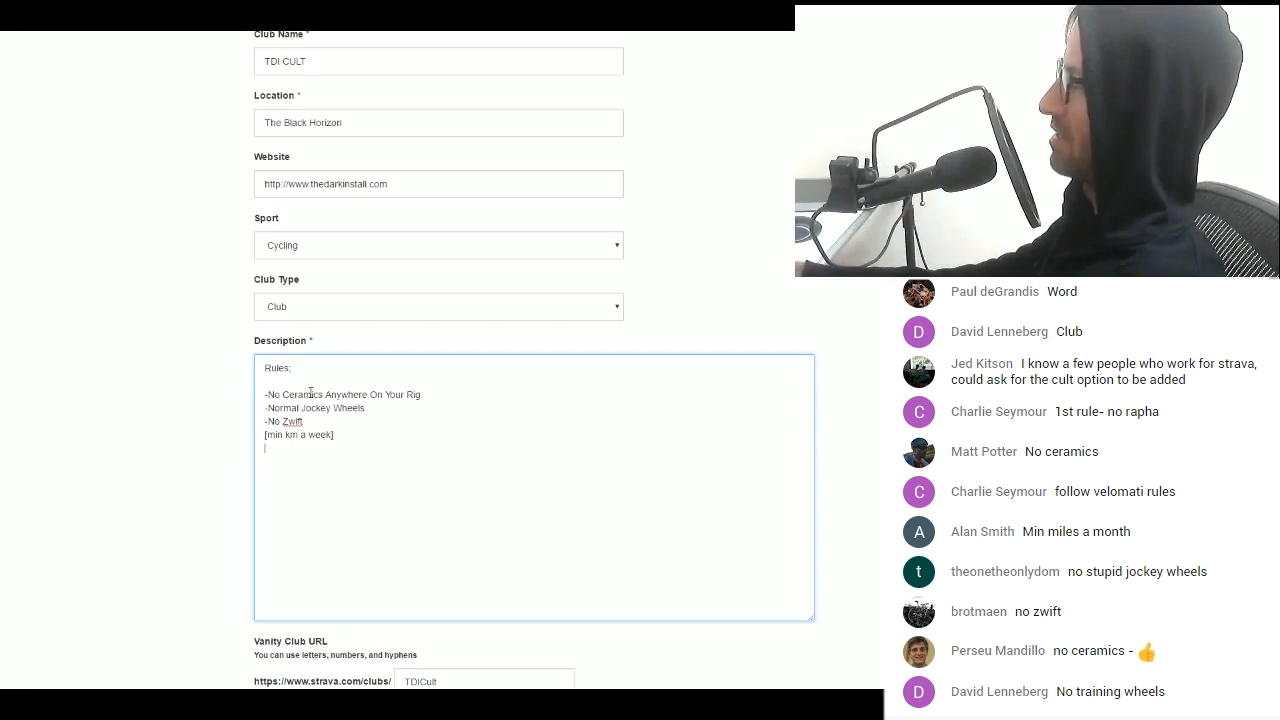 Club Name *
TDI CULT
Location *
The Black Horizon
Website
http://www.thedarkinstall.com
Sport
Cycling
Club Type
Club
Description *
Rules;
-No Ceramics Anywhere On Your Rig
-Normal Jockey Wheels
-No Zwift
[min km a week]
Vanity Club URL
You can use letters, numbers, and hyphens
https://www.strava.com/clubs/ TDICult
Paul deGrandis Word
D David Lenneberg Club
Jed Kitson I know a few people who work for strava,
could ask for the cult option to be added
C Charlie Seymour 1st rule- no rapha
Matt Potter No ceramics
C Charlie Seymour follow velomati rules
A Alan Smith Min miles a month
t theonetheonlydom no stupid jockey wheels
brotmaen no zwift
Perseu Mandillo no ceramics - 👍
D David Lenneberg No training wheels